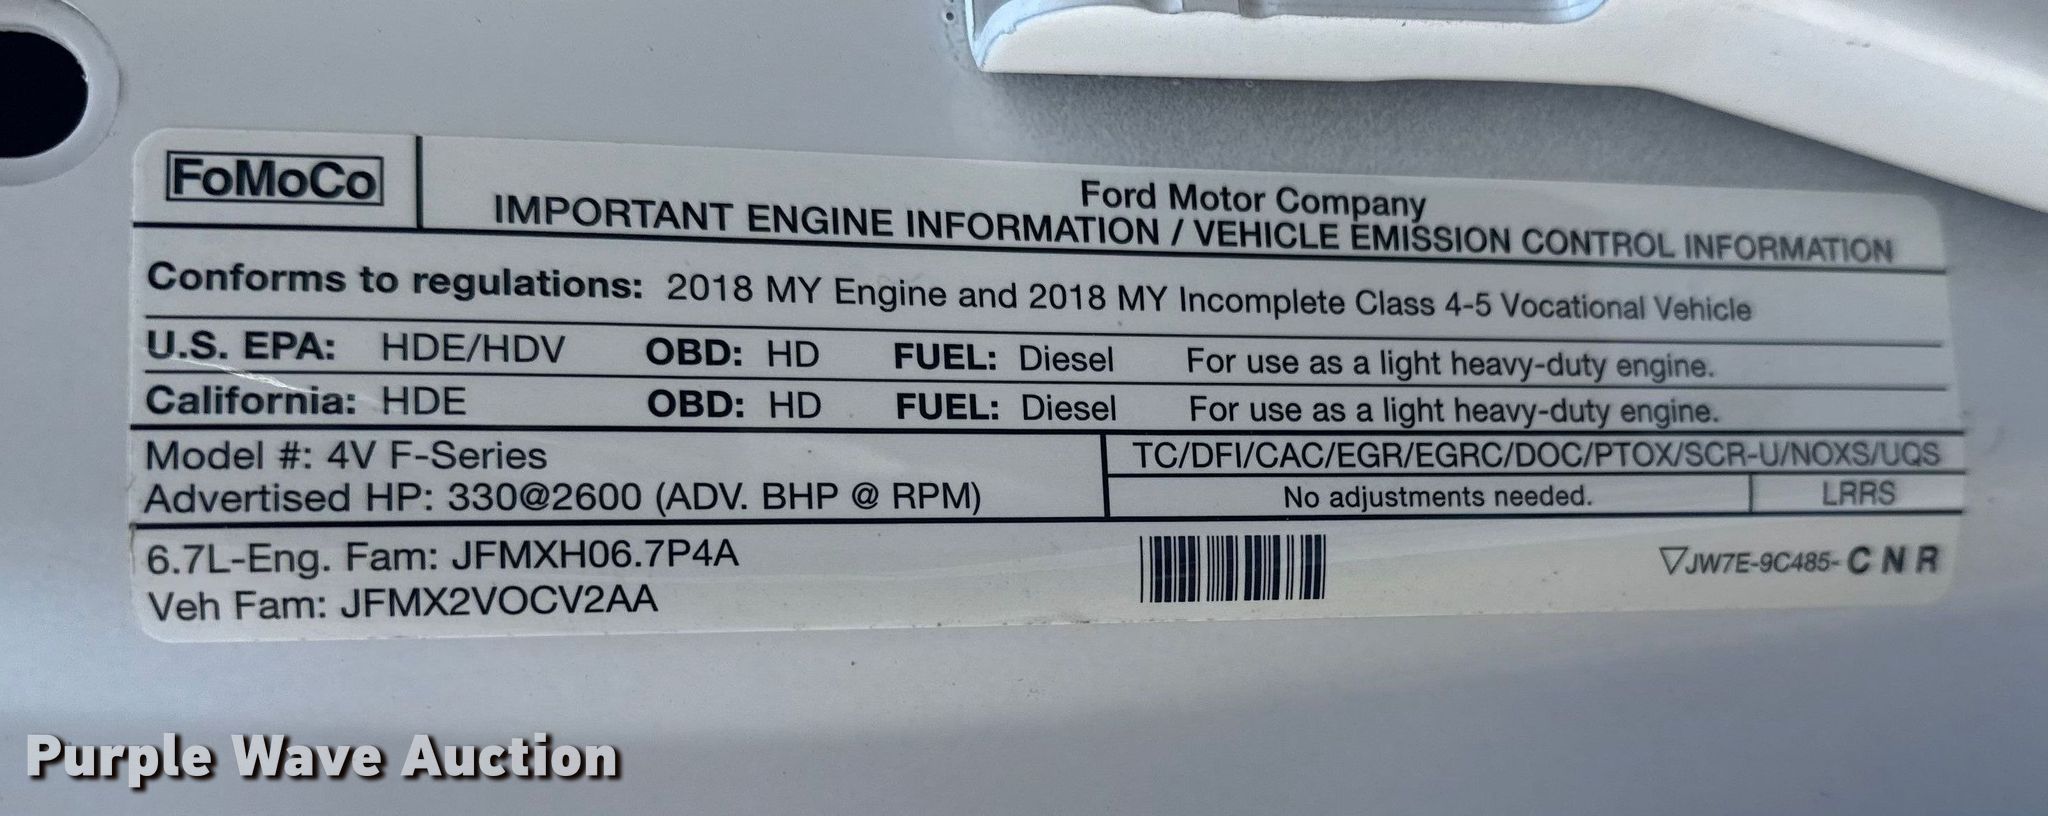 FoMoCo
Ford Motor Company
IMPORTANT ENGINE INFORMATION / VEHICLE EMISSION CONTROL INFORMATION
Conforms to regulations: 2018 MY Engine and 2018 MY Incomplete Class 4-5 Vocational Vehicle
U.S. EPA: HDE/HDV OBD: HD FUEL: Diesel For use as a light heavy-duty engine.
California: HDE OBD: HD FUEL: Diesel For use as a light heavy-duty engine.
Model #: 4V F-Series
Advertised HP: 330@2600 (ADV. BHP @ RPM)
TC/DFI/CAC/EGR/EGRC/DOC/PTOX/SCR-U/NOXS/UQS
No adjustments needed. LRRS
6.7L-Eng. Fam: JFMXH06.7P4A
Veh Fam: JFMX2VOCV2AA
▽JW7E-9C485- C N R
Purple Wave Auction